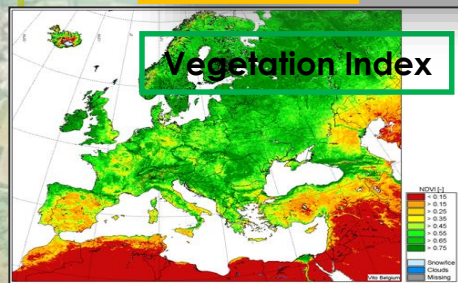 Vegetation Index
NDVI [-]
< 0.15
> 0.15
> 0.25
> 0.35
> 0.45
> 0.55
> 0.65
> 0.75
Snow/Ice
Clouds
Missing
Vito Belgium